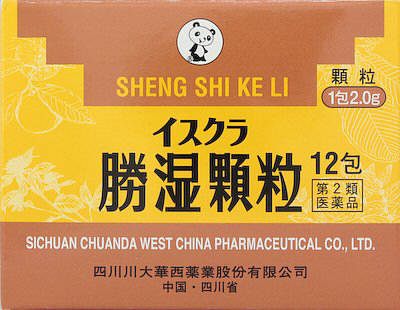 SHENG SHI KE LI
顆粒
1包2.0g
イスクラ
勝湿顆粒
12包
第2類
医薬品
SICHUAN CHUANDA WEST CHINA PHARMACEUTICAL CO., LTD.
四川川大華西薬業股份有限公司
中国・四川省